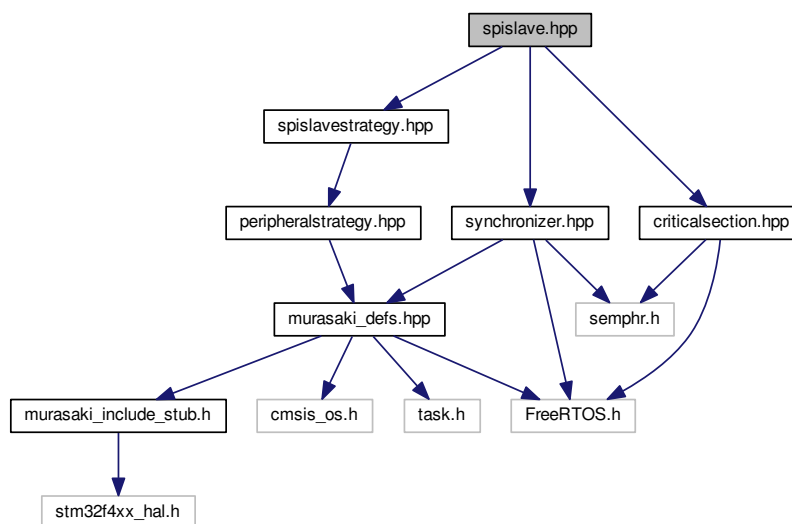 spislave.hpp
spislavestrategy.hpp
peripheralstrategy.hpp
synchronizer.hpp
criticalsection.hpp
murasaki_defs.hpp
semphr.h
murasaki_include_stub.h
cmsis_os.h
task.h
FreeRTOS.h
stm32f4xx_hal.h